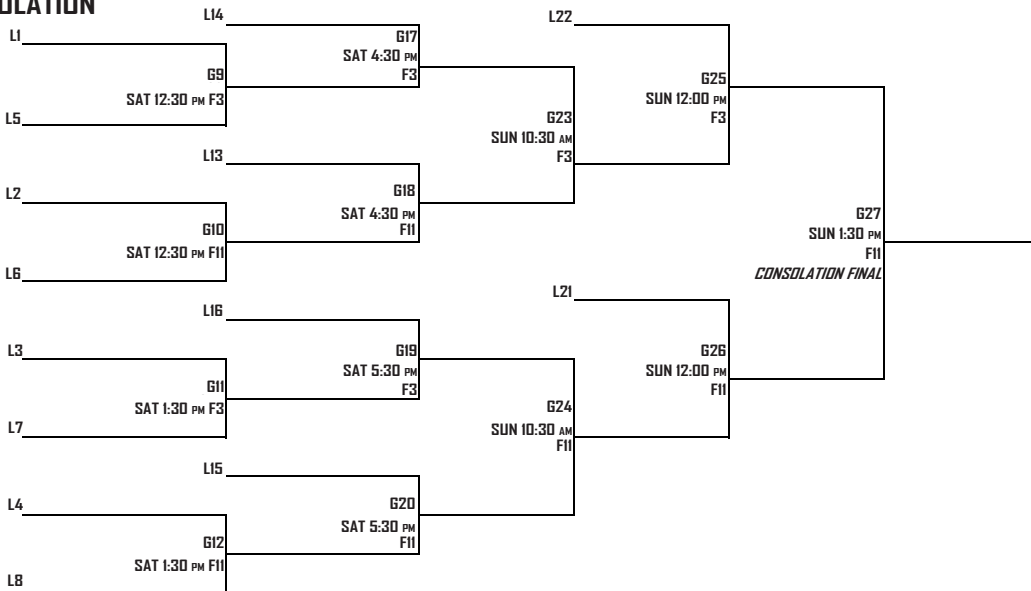 OLATION
L1
G9
SAT 12:30 PM F3
L5
L2
G10
SAT 12:30 PM F11
L6
L3
G11
SAT 1:30 PM F3
L7
L4
G12
SAT 1:30 PM F11
L8
L14
G17
SAT 4:30 PM
F3
L13
G18
SAT 4:30 PM
F11
L16
G19
SAT 5:30 PM
F3
L15
G20
SAT 5:30 PM
F11
G23
SUN 10:30 AM
F3
G24
SUN 10:30 AM
F11
L22
G25
SUN 12:00 PM
F3
L21
G26
SUN 12:00 PM
F11
G27
SUN 1:30 PM
F11
CONSOLATION FINAL